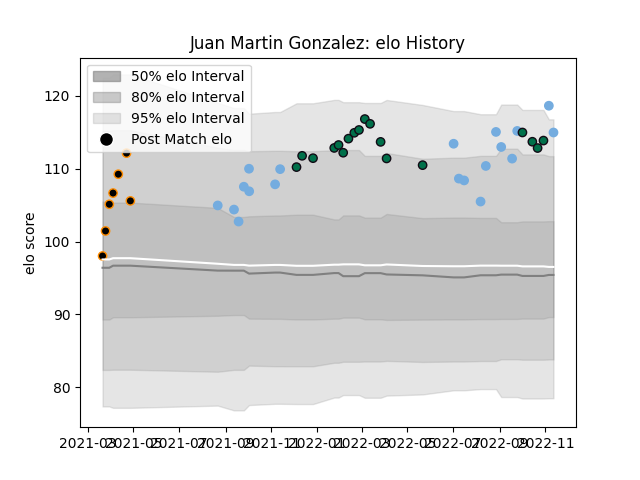 Juan Martin Gonzalez: elo History
50% elo Interval
80% elo Interval
95% elo Interval
Post Match elo
elo score
120
110
100
90
80
2021-03 2021-05 2021-07 2021-09 2021-11 2022-01 2022-03 2022-05 2022-07 2022-09 2022-11